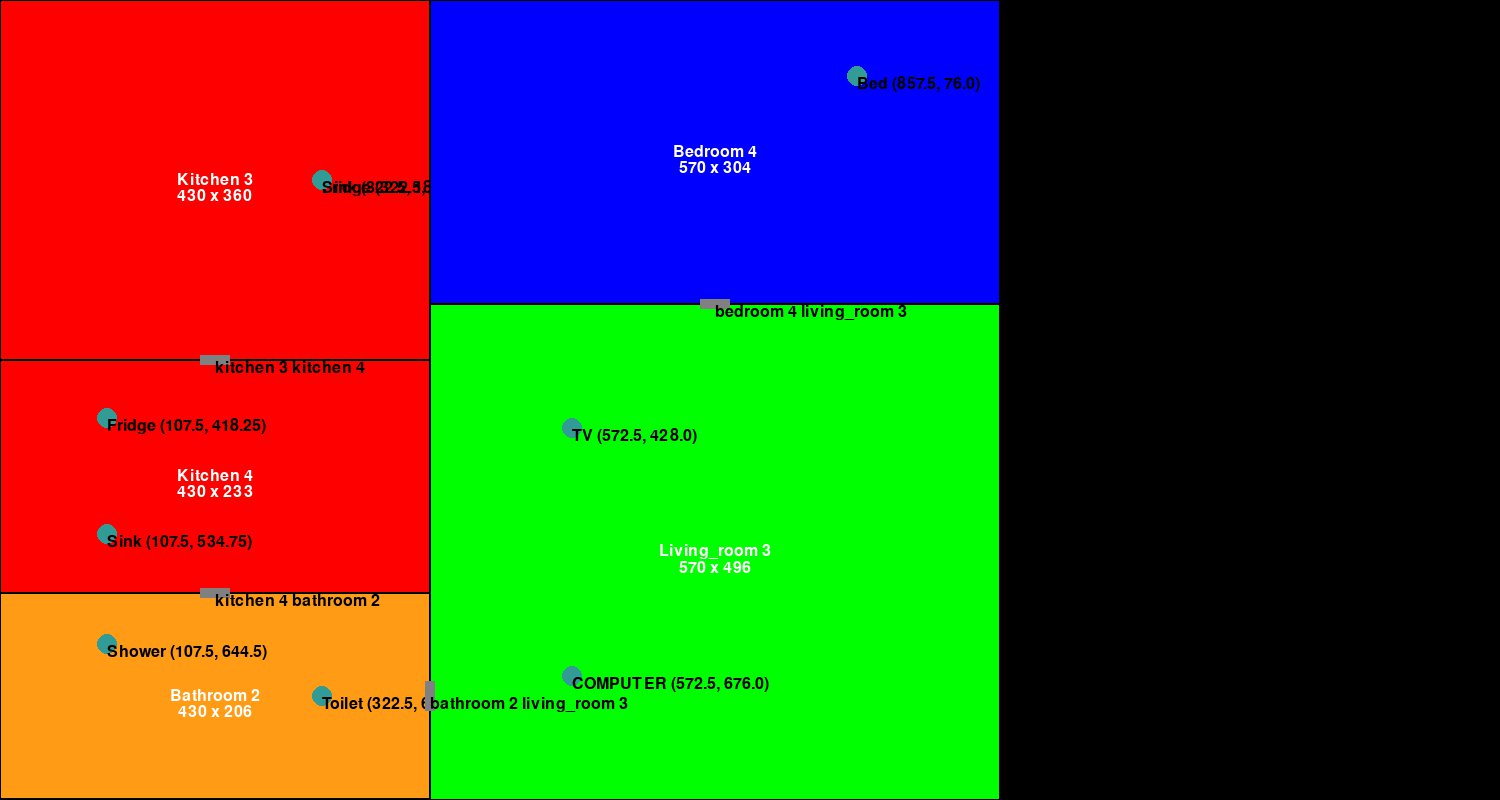 Bed (857.5, 76.0)
Bedroom 4
570 x 304
Kitchen 3
430 x 360
bedroom 4 living_room 3
kitchen 3 kitchen 4
Fridge (107.5, 418.25)
TV (572.5, 428.0)
Kitchen 4
430 x 233
Sink (107.5, 534.75)
Living_room 3
570 x 496
kitchen 4 bathroom 2
Shower (107.5, 644.5)
COMPUTER (572.5, 676.0)
Bathroom 2
430 x 206
Toilet (322.5,
bathroom 2 living_room 3